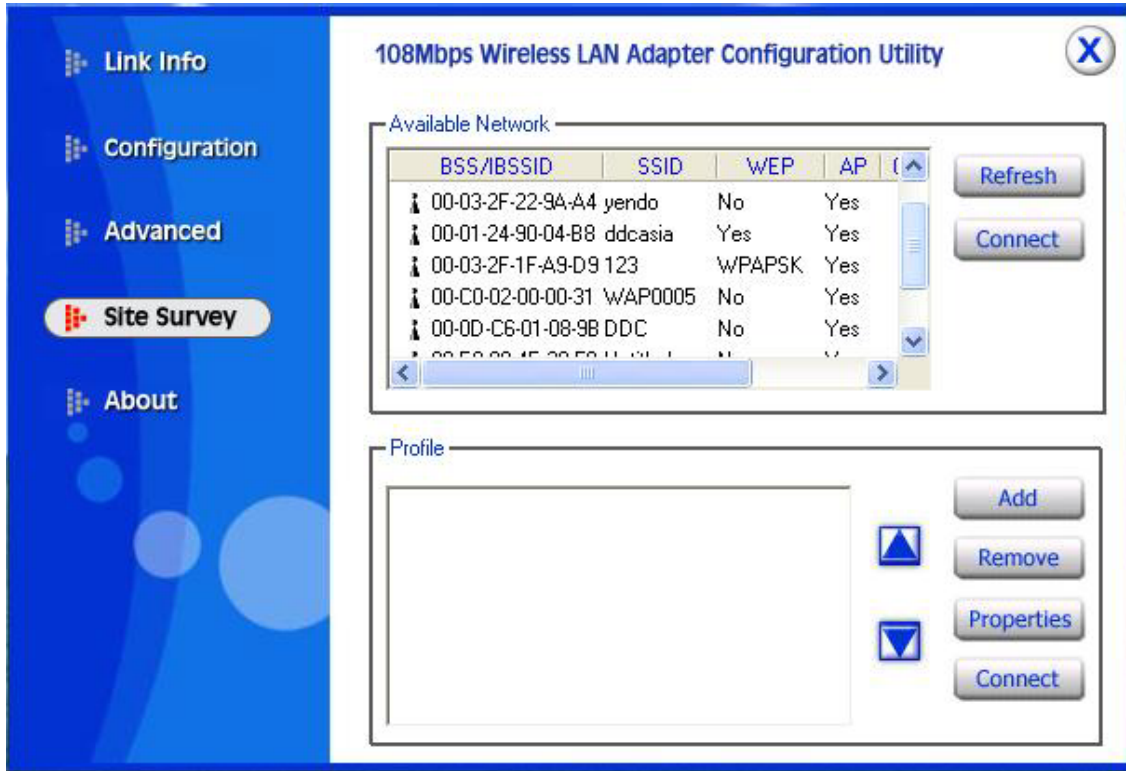 Link Info
Configuration
Advanced
Site Survey
About
108Mbps Wireless LAN Adapter Configuration Utility
X
Available Network
BSS/IBSSID SSID WEP AP
00-03-2F-22-9A-A4 yendo No Yes
00-01-24-90-04-B8 ddcasia Yes Yes
00-03-2F-1F-A9-D9 123 WPAPSK Yes
00-C0-02-00-00-31 WAP0005 No Yes
00-0D-C6-01-08-9B DDC No Yes
Refresh
Connect
Profile
Add
Remove
Properties
Connect